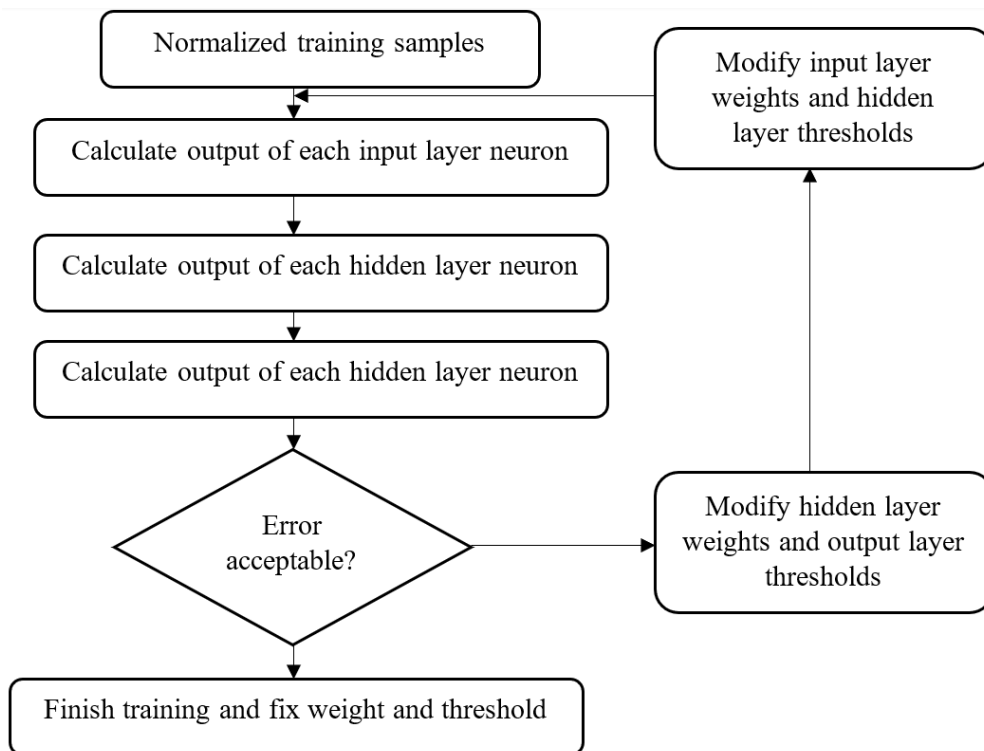 Normalized training samples
Calculate output of each input layer neuron
Calculate output of each hidden layer neuron
Calculate output of each hidden layer neuron
Error
acceptable?
Finish training and fix weight and threshold
Modify hidden layer
weights and output layer
thresholds
Modify input layer
weights and hidden
layer thresholds